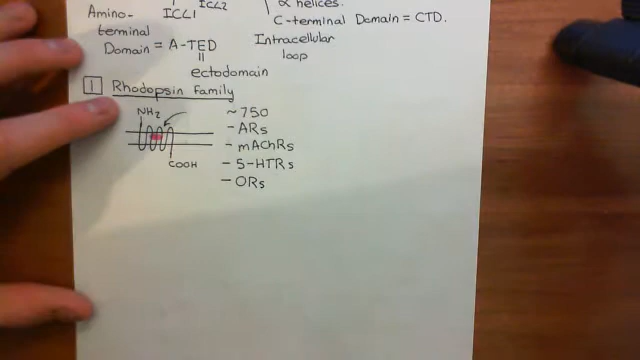 ICL1 ICL2
α helices.
Amino-
terminal
Domain = A-TED
C-terminal Domain = CTD.
Intracellular
loop
ectodomain
1 Rhodopsin Family
NH2
COOH
~750
- ARs
- mAChRs
- 5-HTRs
- ORs